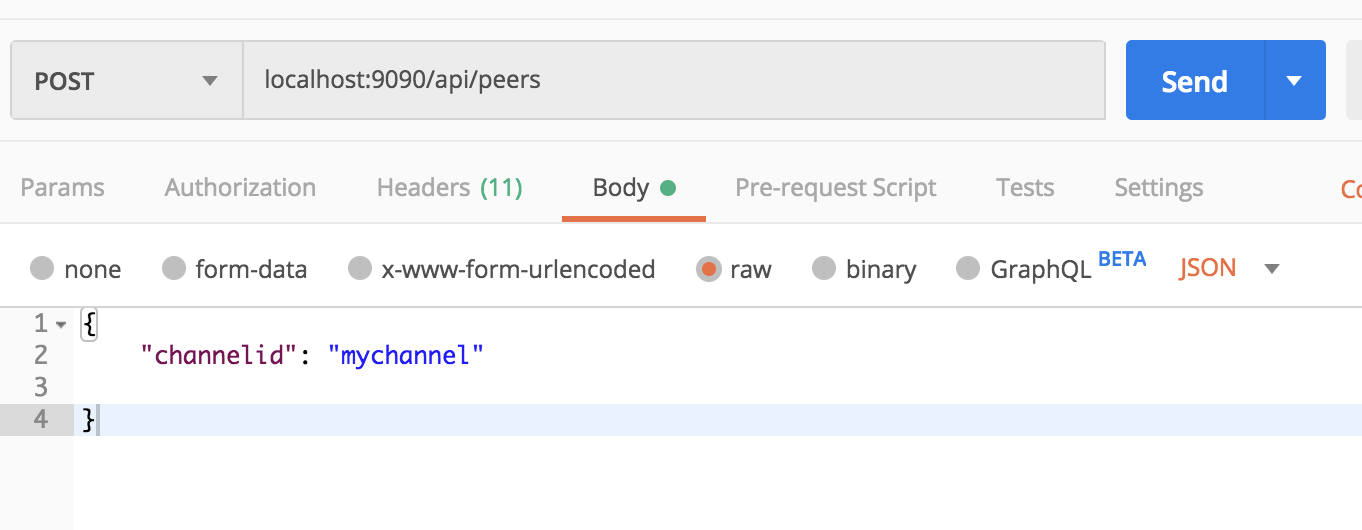 POST localhost:9090/api/peers Send
Params Authorization Headers (11) Body Pre-request Script Tests Settings
none form-data x-www-form-urlencoded raw binary GraphQL BETA JSON
1 {
2 "channelid": "mychannel"
3
4 }